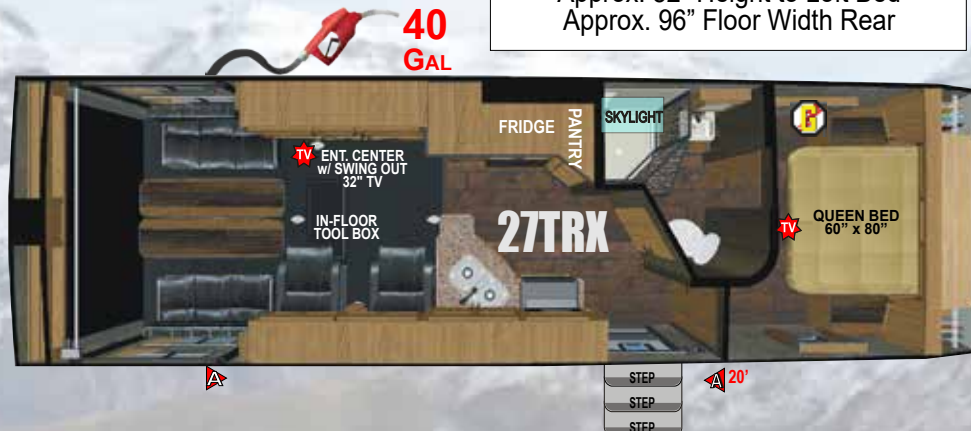 Approx. 96” Floor Width Rear
40
GAL
SKYLIGHT
FRIDGE
PANTRY
TV
ENT. CENTER
w/ SWING OUT
32" TV
IN-FLOOR
TOOL BOX
27TRX
TV
QUEEN BED
60” x 80”
A
A
20’
STEP
STEP
STEP